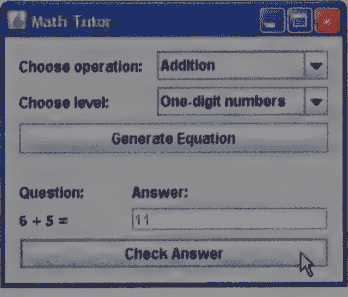 Math Tutor
Choose operation: Addition
Choose level: One-digit numbers
Generate Equation
Question: Answer:
6 + 5 = 11
Check Answer